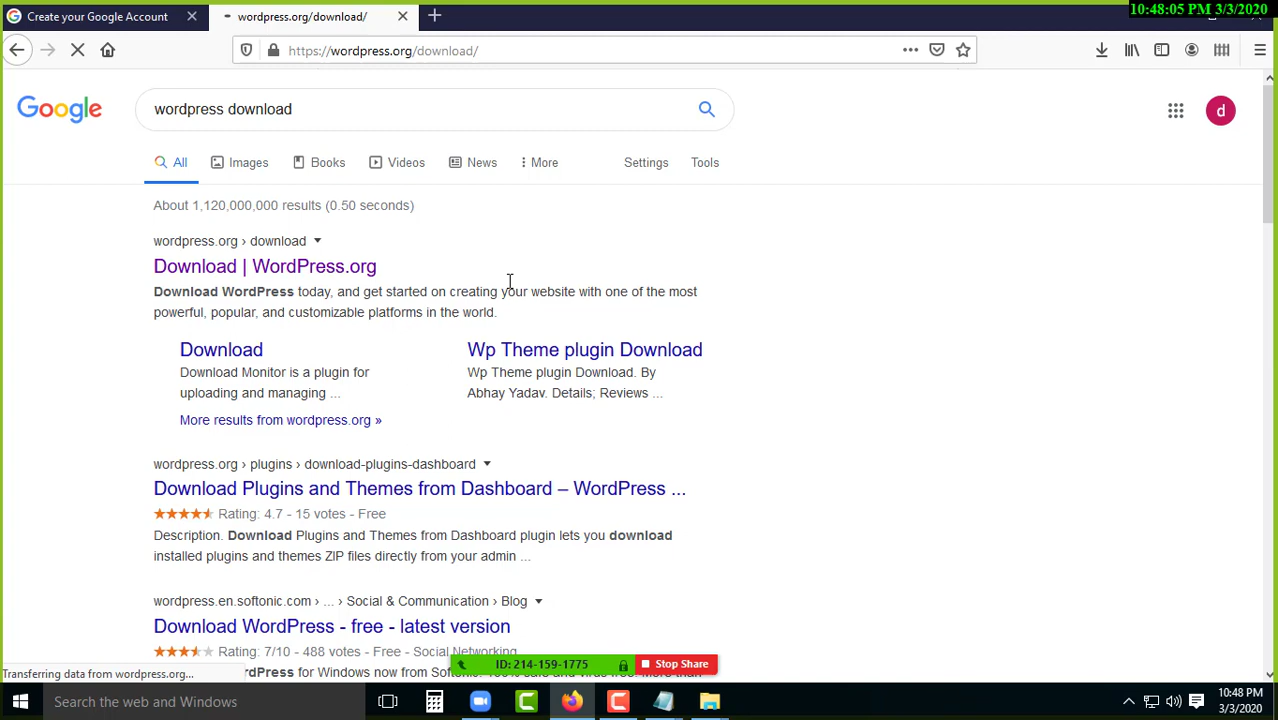 10:48:05 PM 3/3/2020
Create your Google Account
wordpress.org/download/
https://wordpress.org/download/
Google
wordpress download
d
All Images Books Videos News More Settings Tools
About 1,120,000,000 results (0.50 seconds)
wordpress.org › download
Download | WordPress.org
Download WordPress today, and get started on creating your website with one of the most
powerful, popular, and customizable platforms in the world.
Download
Download Monitor is a plugin for
uploading and managing ...
Wp Theme plugin Download
Wp Theme plugin Download. By
Abhay Yadav. Details; Reviews ...
More results from wordpress.org »
wordpress.org › plugins › download-plugins-dashboard
Download Plugins and Themes from Dashboard – WordPress ...
Rating: 4.7 - 15 votes - Free
Description. Download Plugins and Themes from Dashboard plugin lets you download
installed plugins and themes ZIP files directly from your admin ...
wordpress.en.softonic.com › ... › Social & Communication › Blog
Download WordPress - free - latest version
Rating: 7/10 - 488 votes - Free - Social Networking
ID: 214-159-1775
Stop Share
Transferring data from wordpress.org...
Search the web and Windows
10:48 PM
3/3/2020